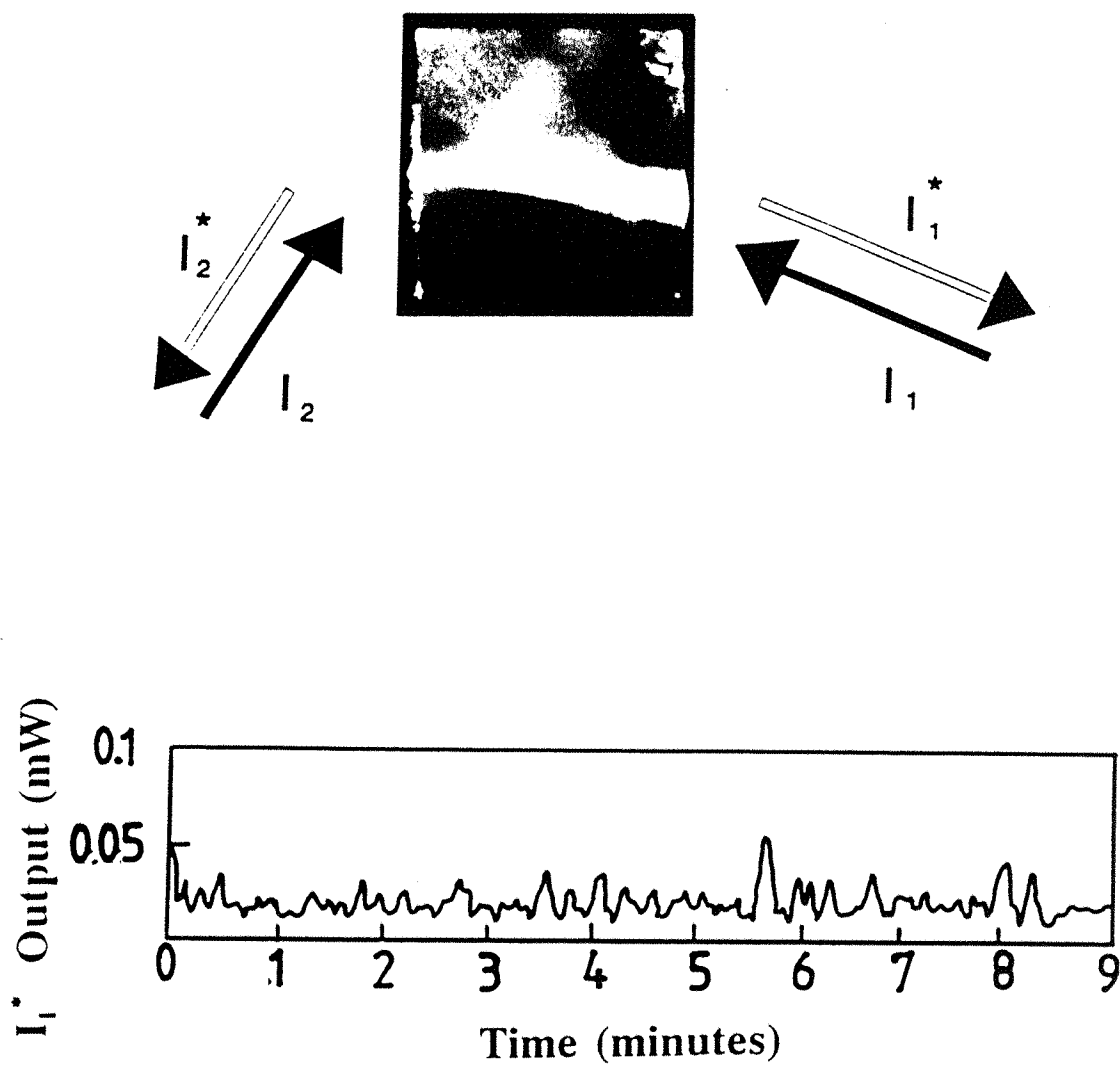 I₂*
I₁*
I₂
I₁
I₁* Output (mW)
0.1
0.05
0 1 2 3 4 5 6 7 8 9
Time (minutes)